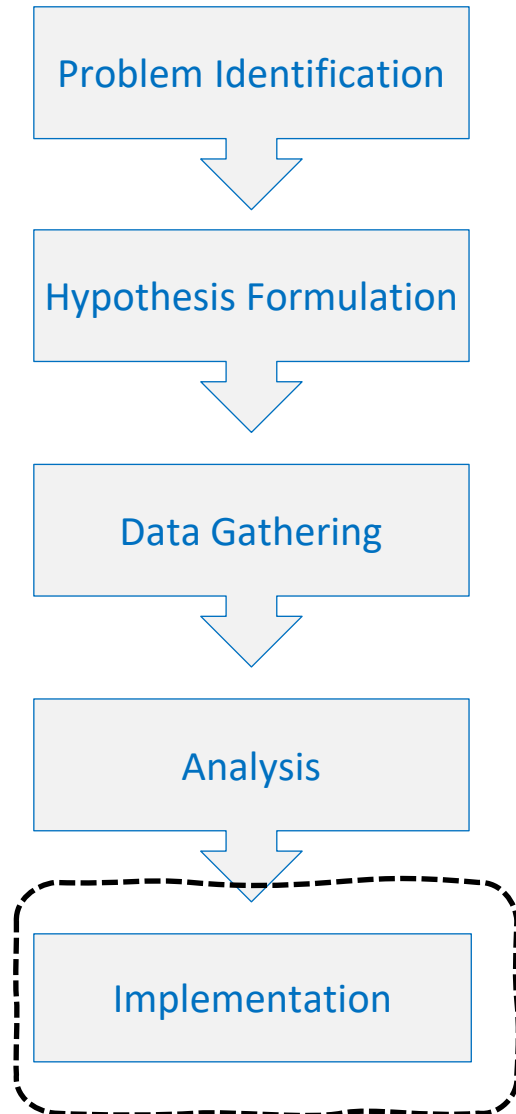 Problem Identification
Hypothesis Formulation
Data Gathering
Analysis
Implementation